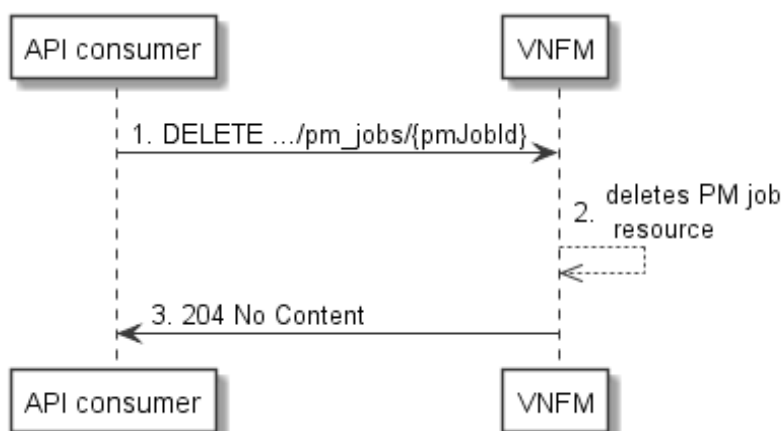 API consumer
VNFM
1. DELETE .../pm_jobs/{pmJobId}
2. deletes PM job
resource
3. 204 No Content
API consumer
VNFM